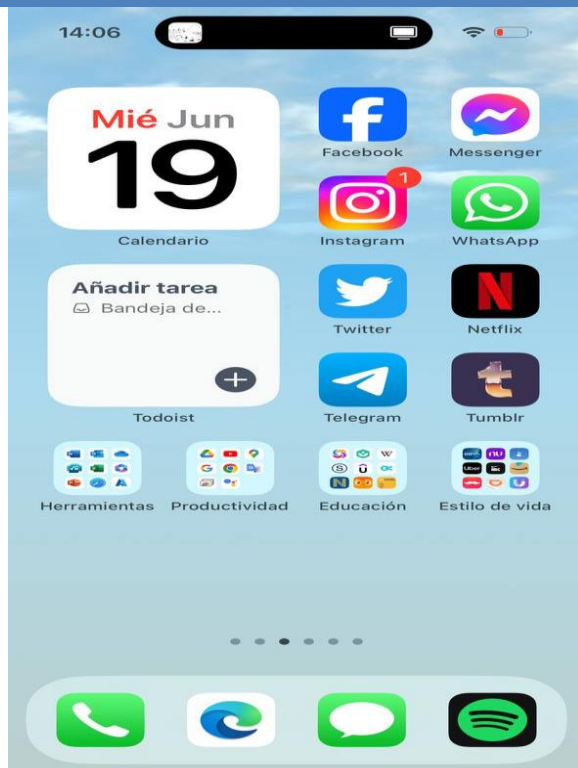 14:06
Mié Jun
19
Calendario
Facebook
Messenger
1
Instagram
WhatsApp
Añadir tarea
Bandeja de...
Todoist
Twitter
Netflix
Telegram
Tumblr
Herramientas
Productividad
Educación
Estilo de vida